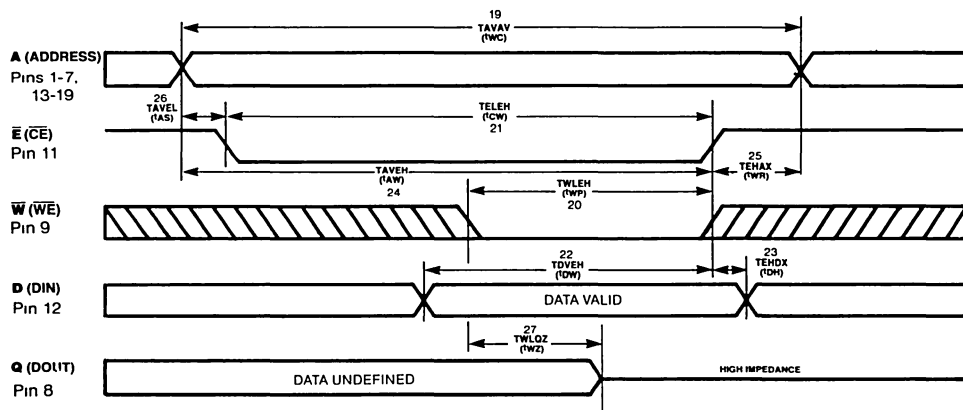 19
TAVAV
(tWC)
A (ADDRESS)
Pins 1-7,
13-19
26
TAVEL
(tAS)
TELEH
(tCW)
21
E (CE)
Pin 11
TAVEH
(tAW)
24
25
TEHAX
(tWR)
TWLEH
(tWP)
20
W (WE)
Pin 9
22
TDVEH
(tDW)
23
TEHDX
(tDH)
D (DIN)
Pin 12
DATA VALID
27
TWLQZ
(tWZ)
Q (DOUT)
Pin 8
DATA UNDEFINED
HIGH IMPEDANCE